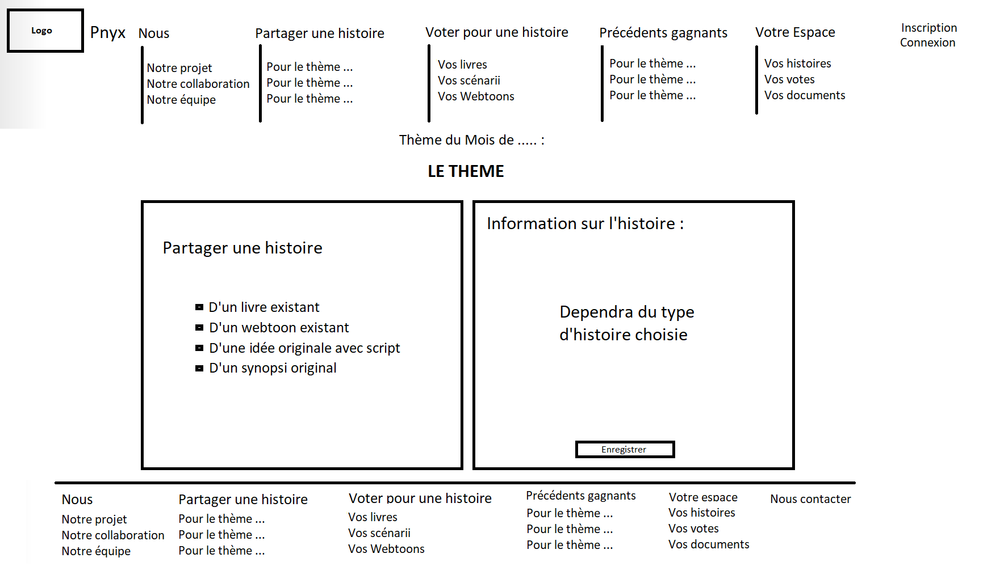 Logo
Pnyx
Nous
Notre projet
Notre collaboration
Notre équipe
Partager une histoire
Pour le thème ...
Pour le thème ...
Pour le thème ...
Voter pour une histoire
Vos livres
Vos scénarii
Vos Webtoons
Précédents gagnants
Pour le thème ...
Pour le thème ...
Pour le thème ...
Votre Espace
Vos histoires
Vos votes
Vos documents
Inscription
Connexion
Thème du Mois de ..... :
LE THEME
Partager une histoire
D'un livre existant
D'un webtoon existant
D'une idée originale avec script
D'un synopsi original
Information sur l'histoire :
Dependra du type
d'histoire choisie
Enregistrer
Nous
Notre projet
Notre collaboration
Notre équipe
Partager une histoire
Pour le thème ...
Pour le thème ...
Pour le thème ...
Voter pour une histoire
Vos livres
Vos scénarii
Vos Webtoons
Précédents gagnants
Pour le thème ...
Pour le thème ...
Pour le thème ...
Votre espace
Vos histoires
Vos votes
Vos documents
Nous contacter